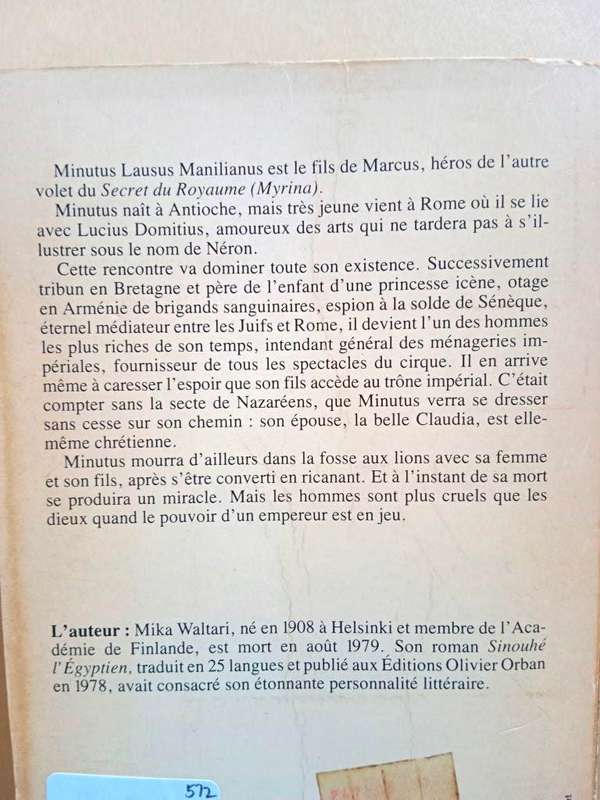 Minutus Lausus Manilianus est le fils de Marcus, héros de l'autre
volet du Secret du Royaume (Myrina).
Minutus naît à Antioche, mais très jeune vient à Rome où il se lie
avec Lucius Domitius, amoureux des arts qui ne tardera pas à s'il-
lustrer sous le nom de Néron.
Cette rencontre va dominer toute son existence. Successivement
tribun en Bretagne et père de l'enfant d'une princesse icène, otage
en Arménie de brigands sanguinaires, espion à la solde de Sénèque,
éternel médiateur entre les Juifs et Rome, il devient l'un des hommes
les plus riches de son temps, intendant général des ménageries im-
périales, fournisseur de tous les spectacles du cirque. Il en arrive
même à caresser l'espoir que son fils accède au trône impérial. C'était
compter sans la secte de Nazaréens, que Minutus verra se dresser
sans cesse sur son chemin : son épouse, la belle Claudia, est elle-
même chrétienne.
Minutus mourra d'ailleurs dans la fosse aux lions avec sa femme
et son fils, après s'être converti en ricanant. Et à l'instant de sa mort
se produira un miracle. Mais les hommes sont plus cruels que les
dieux quand le pouvoir d'un empereur est en jeu.
L'auteur : Mika Waltari, né en 1908 à Helsinki et membre de l'Aca-
démie de Finlande, est mort en août 1979. Son roman Sinouhé
l'Égyptien, traduit en 25 langues et publié aux Éditions Olivier Orban
en 1978, avait consacré son étonnante personnalité littéraire.
572